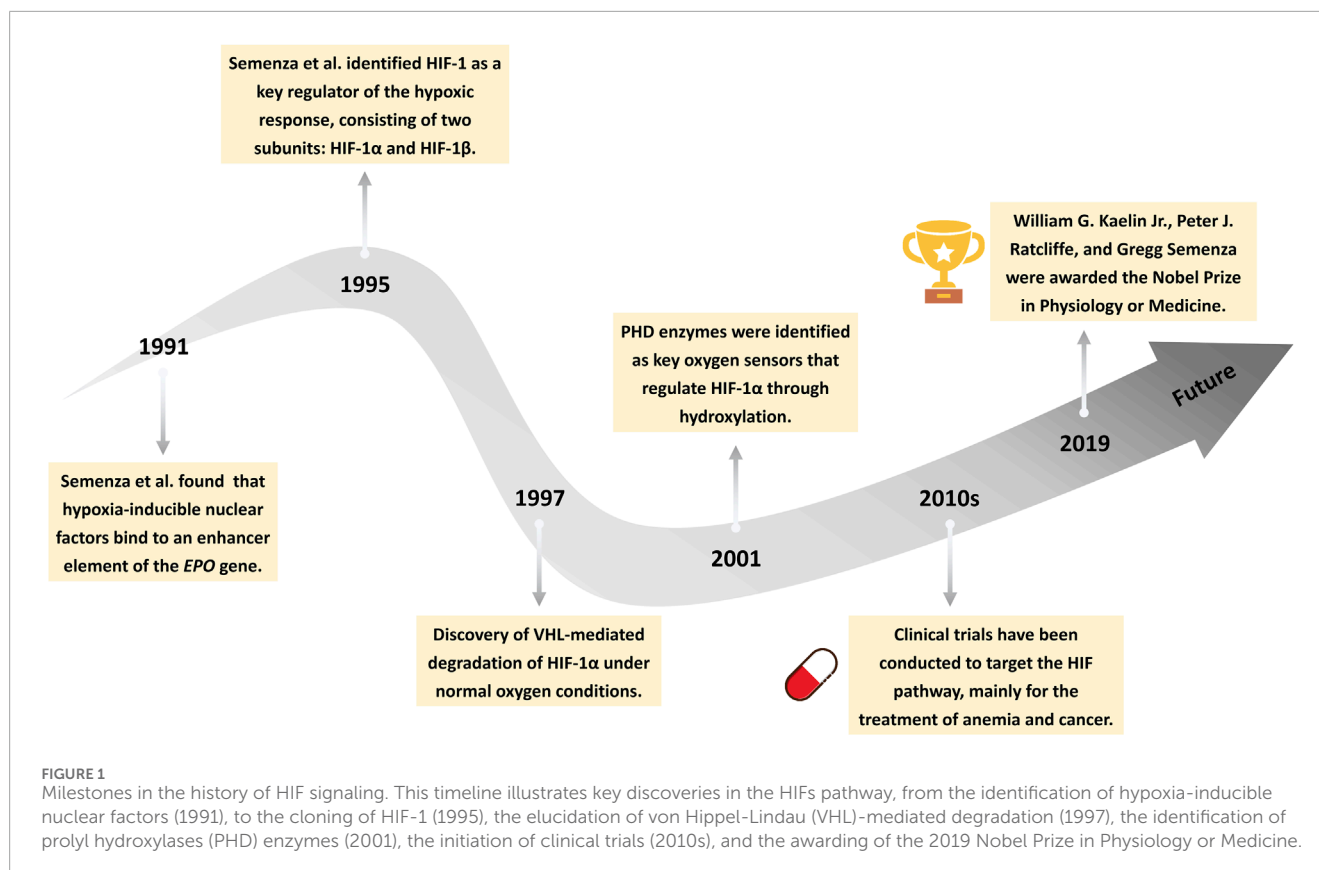 Semenza et al. identified HIF-1 as a
key regulator of the hypoxic
response, consisting of two
subunits: HIF-1α and HIF-1β.
1995
1991
Semenza et al. found that
hypoxia-inducible nuclear
factors bind to an enhancer
element of the EPO gene.
1997
Discovery of VHL-mediated
degradation of HIF-1α under
normal oxygen conditions.
PHD enzymes were identified
as key oxygen sensors that
regulate HIF-1α through
hydroxylation.
2001
2010s
Clinical trials have been
conducted to target the HIF
pathway, mainly for the
treatment of anemia and cancer.
William G. Kaelin Jr., Peter J.
Ratcliffe, and Gregg Semenza
were awarded the Nobel Prize
in Physiology or Medicine.
2019
Future
FIGURE 1
Milestones in the history of HIF signaling. This timeline illustrates key discoveries in the HIFs pathway, from the identification of hypoxia-inducible
nuclear factors (1991), to the cloning of HIF-1 (1995), the elucidation of von Hippel-Lindau (VHL)-mediated degradation (1997), the identification of
prolyl hydroxylases (PHD) enzymes (2001), the initiation of clinical trials (2010s), and the awarding of the 2019 Nobel Prize in Physiology or Medicine.